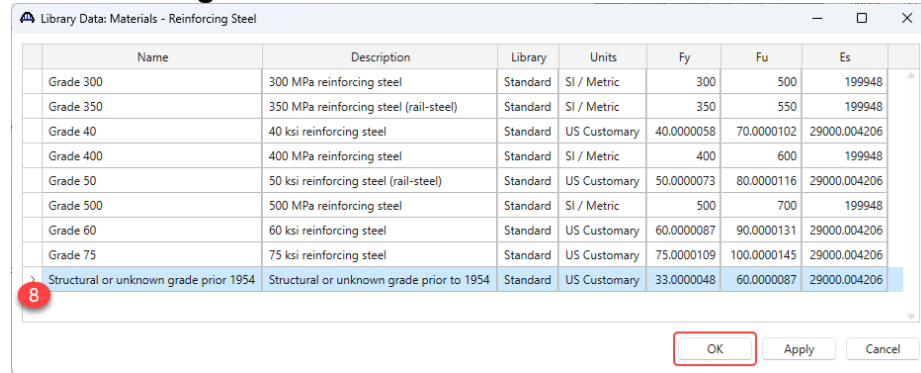 Library Data: Materials - Reinforcing Steel
Name Description Library Units Fy Fu Es
Grade 300 300 MPa reinforcing steel Standard SI / Metric 300 500 199948
Grade 350 350 MPa reinforcing steel (rail-steel) Standard SI / Metric 350 550 199948
Grade 40 40 ksi reinforcing steel Standard US Customary 40.0000058 70.0000102 29000.004206
Grade 400 400 MPa reinforcing steel Standard SI / Metric 400 600 199948
Grade 50 50 ksi reinforcing steel (rail-steel) Standard US Customary 50.0000073 80.0000116 29000.004206
Grade 500 500 MPa reinforcing steel Standard SI / Metric 500 700 199948
Grade 60 60 ksi reinforcing steel Standard US Customary 60.0000087 90.0000131 29000.004206
Grade 75 75 ksi reinforcing steel Standard US Customary 75.0000109 100.0000145 29000.004206
Structural or unknown grade prior 1954 Structural or unknown grade prior to 1954 Standard US Customary 33.0000048 60.0000087 29000.004206
8
OK Apply Cancel